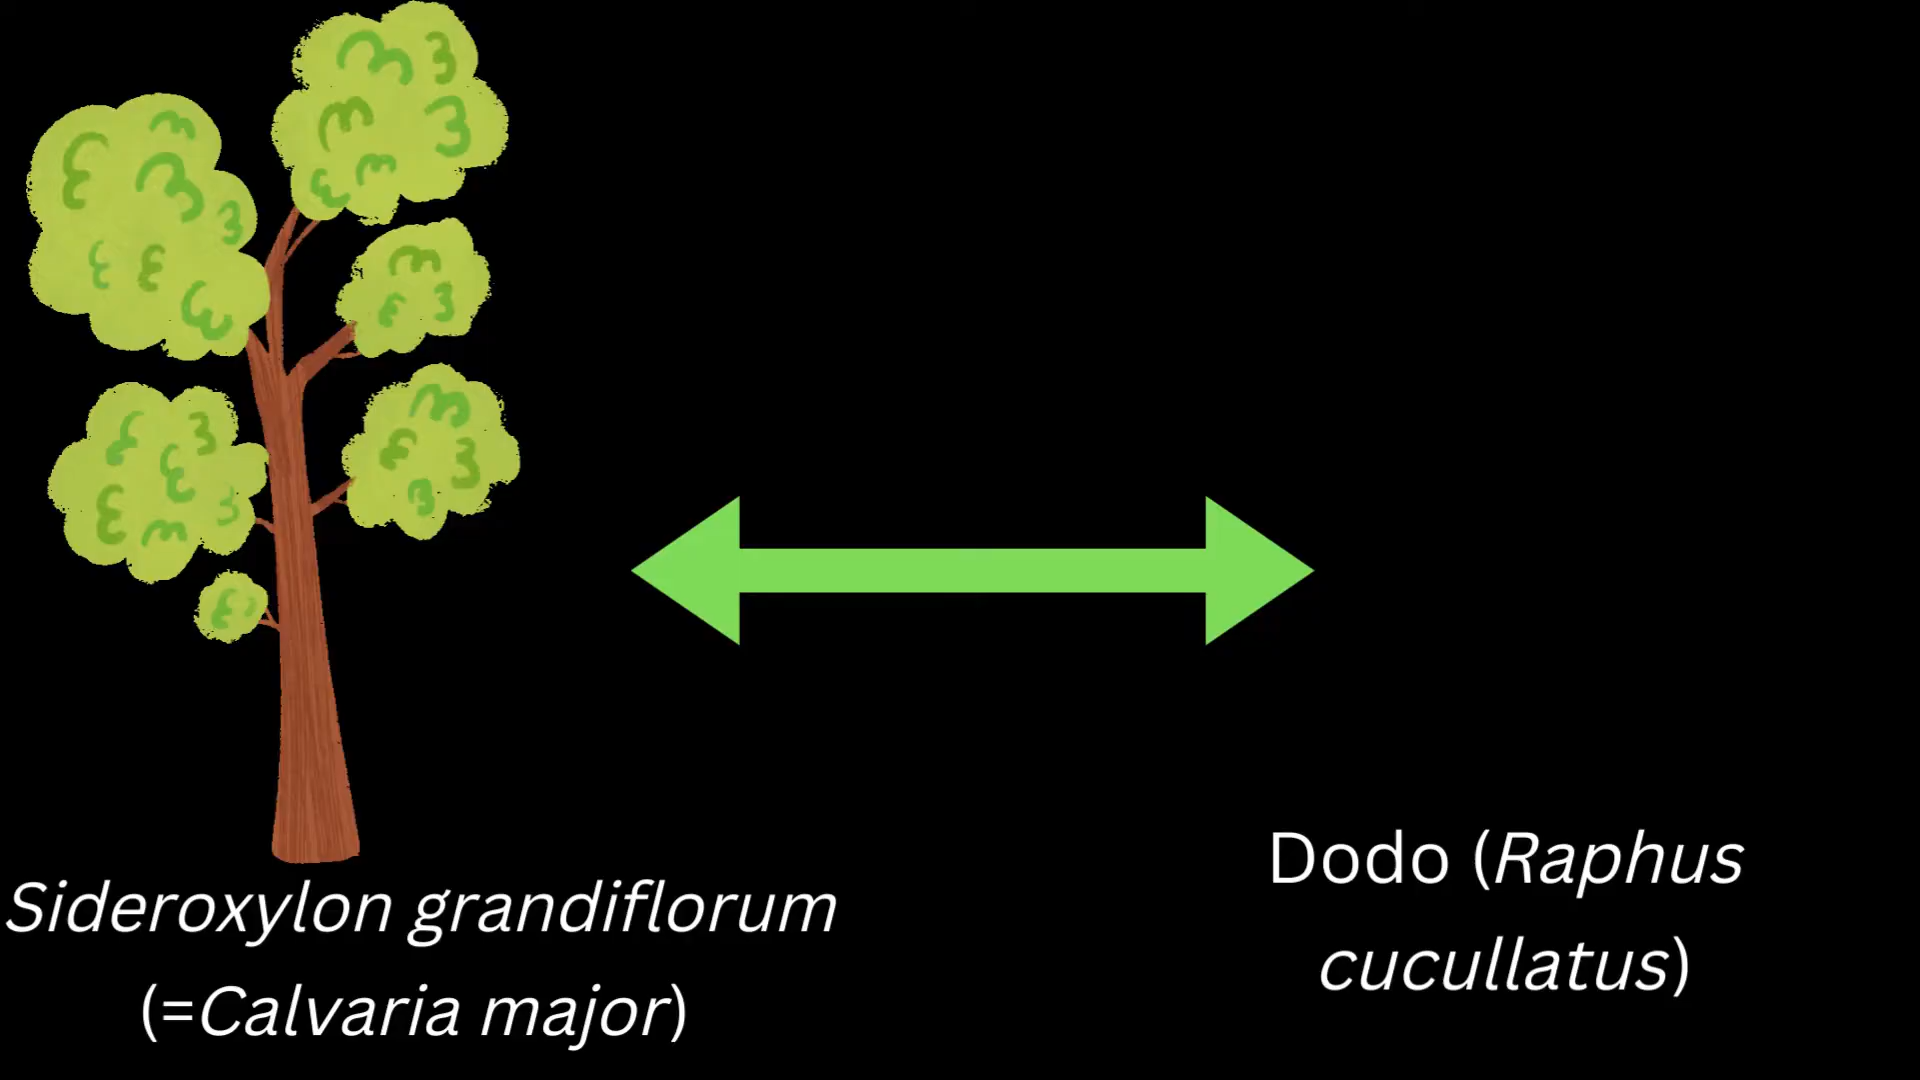 Sideroxylon grandiflorum
(=Calvaria major)
Dodo (Raphus
cucullatus)